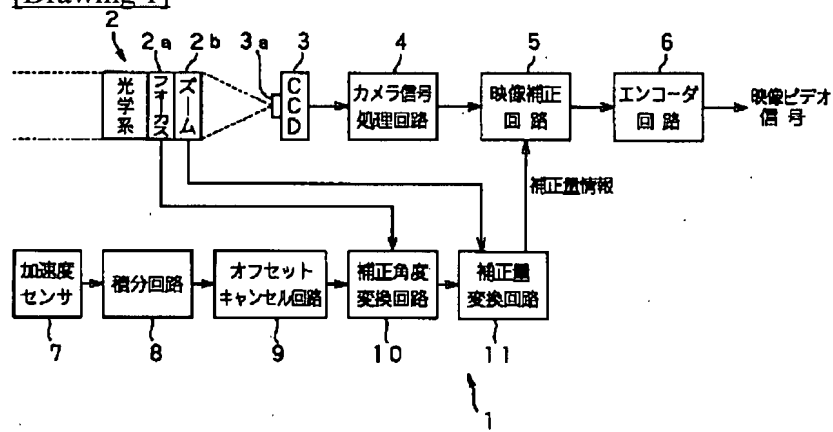 [Drawing 1]
2
2a
2b
3a
3
4
5
6
光学系
フォーカス
ズーム
CCD
カメラ信号
処理回路
映像補正
回路
エンコーダ
回路
映像ビデオ
信号
補正量情報
加速度
センサ
積分回路
オフセット
キャンセル回路
補正角度
変換回路
補正量
変換回路
7
8
9
10
11
1